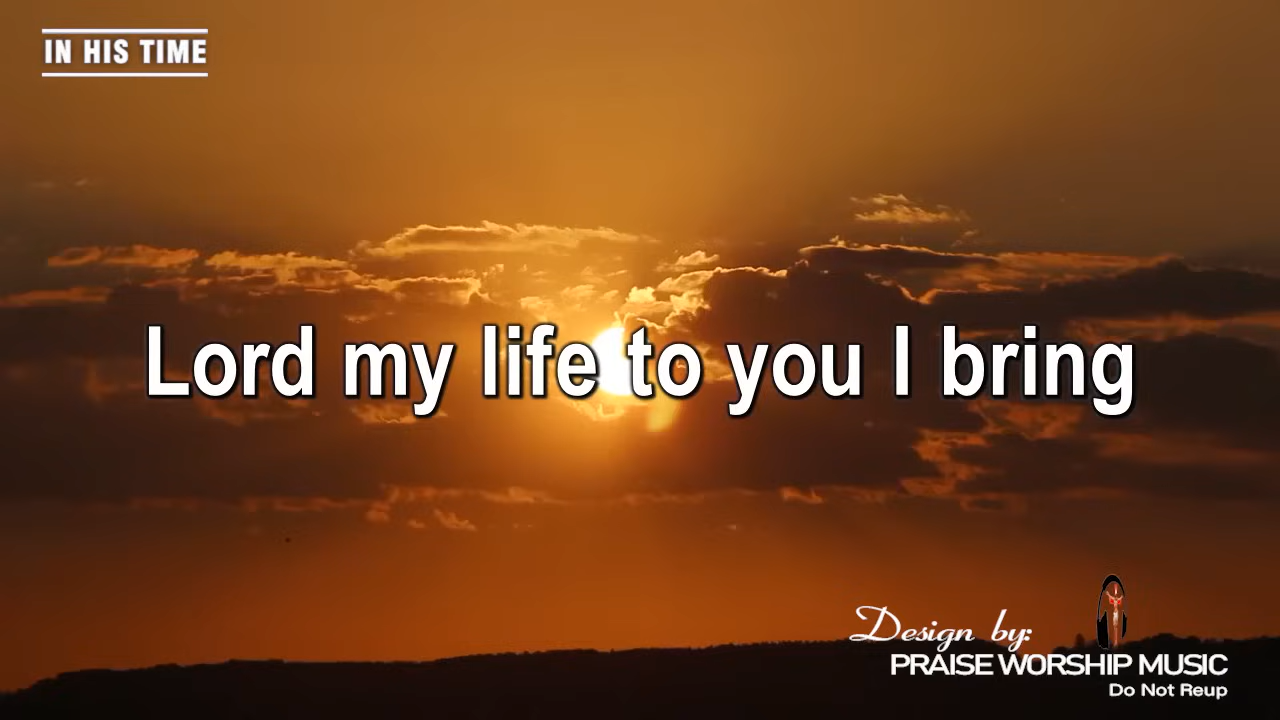 IN HIS TIME
Lord my life to you I bring
Design by:
PRAISE WORSHIP MUSIC
Do Not Reup